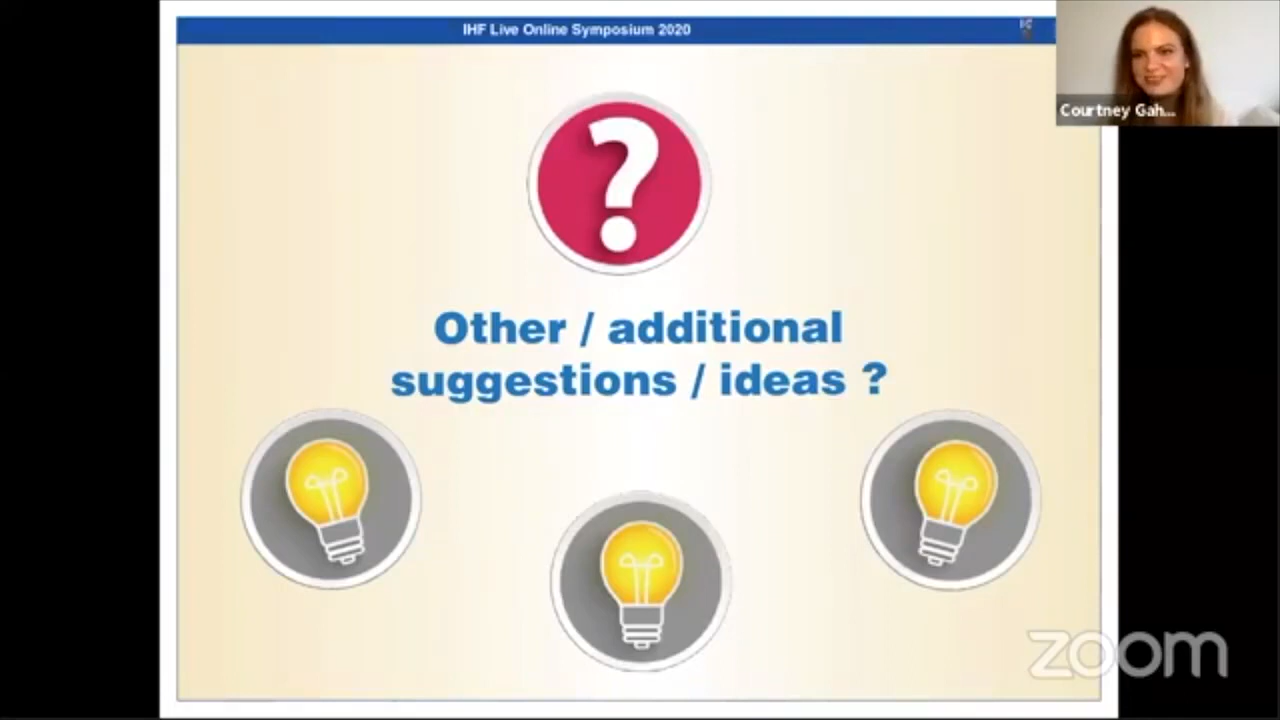 IHF Live Online Symposium 2020
Courtney Gah...
?
Other / additional
suggestions / ideas ?
zoom